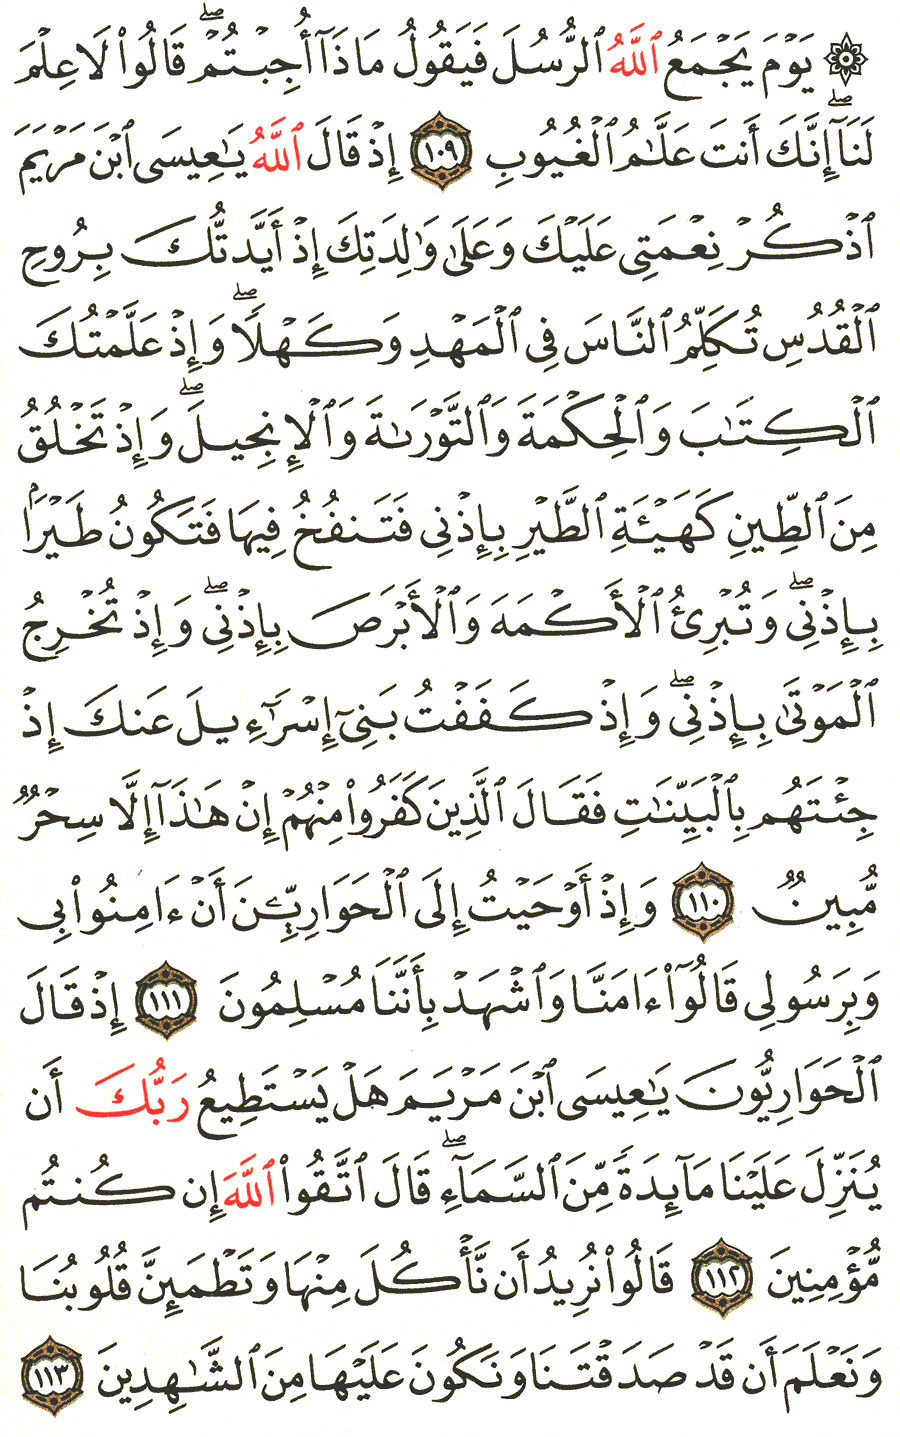 ۞ يَوۡمَ يَجۡمَعُ ٱللَّهُ ٱلرُّسُلَ فَيَقُولُ مَاذَآ أُجِبۡتُمۡۖ قَالُواْ لَا عِلۡمَ
لَنَآۖ إِنَّكَ أَنتَ عَلَّٰمُ ٱلۡغُيُوبِ ١٠٩ إِذۡ قَالَ ٱللَّهُ يَٰعِيسَى ٱبۡنَ مَرۡيَمَ
ٱذۡكُرۡ نِعۡمَتِي عَلَيۡكَ وَعَلَىٰ وَٰلِدَتِكَ إِذۡ أَيَّدتُّكَ بِرُوحِ
ٱلۡقُدُسِ تُكَلِّمُ ٱلنَّاسَ فِي ٱلۡمَهۡدِ وَكَهۡلٗاۖ وَإِذۡ عَلَّمۡتُكَ
ٱلۡكِتَٰبَ وَٱلۡحِكۡمَةَ وَٱلتَّوۡرَىٰةَ وَٱلۡإِنجِيلَۖ وَإِذۡ تَخۡلُقُ
مِنَ ٱلطِّينِ كَهَيۡـَٔةِ ٱلطَّيۡرِ بِإِذۡنِي فَتَنفُخُ فِيهَا فَتَكُونُ طَيۡرَۢا
بِإِذۡنِيۖ وَتُبۡرِئُ ٱلۡأَكۡمَهَ وَٱلۡأَبۡرَصَ بِإِذۡنِيۖ وَإِذۡ تُخۡرِجُ
ٱلۡمَوۡتَىٰ بِإِذۡنِيۖ وَإِذۡ كَفَفۡتُ بَنِيٓ إِسۡرَٰٓءِيلَ عَنكَ إِذۡ
جِئۡتَهُم بِٱلۡبَيِّنَٰتِ فَقَالَ ٱلَّذِينَ كَفَرُواْ مِنۡهُمۡ إِنۡ هَٰذَآ إِلَّا سِحۡرٞ
مُّبِينٞ ١١٠ وَإِذۡ أَوۡحَيۡتُ إِلَى ٱلۡحَوَارِيِّـۧنَ أَنۡ ءَامِنُواْ بِي
وَبِرَسُولِي قَالُوٓاْ ءَامَنَّا وَٱشۡهَدۡ بِأَنَّنَا مُسۡلِمُونَ ١١١ إِذۡ قَالَ
ٱلۡحَوَارِيُّونَ يَٰعِيسَى ٱبۡنَ مَرۡيَمَ هَلۡ يَسۡتَطِيعُ رَبُّكَ أَن
يُنَزِّلَ عَلَيۡنَا مَآئِدَةٗ مِّنَ ٱلسَّمَآءِۖ قَالَ ٱتَّقُواْ ٱللَّهَ إِن كُنتُم
مُّؤۡمِنِينَ ١١٢ قَالُواْ نُرِيدُ أَن نَّأۡكُلَ مِنۡهَا وَتَطۡمَئِنَّ قُلُوبُنَا
وَنَعۡلَمَ أَن قَدۡ صَدَقۡتَنَا وَنَكُونَ عَلَيۡهَا مِنَ ٱلشَّٰهِدِينَ ١١٣